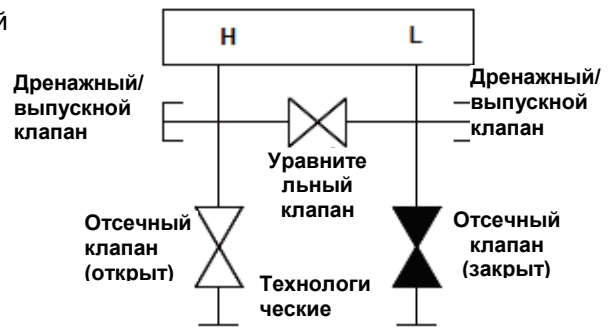 й
H L
Дренажный/
выпускной
клапан
Дренажный/
выпускной
клапан
Уравните
льный
клапан
Отсечный
клапан
(открыт)
Отсечный
клапан
(закрыт)
Технологи
ческие